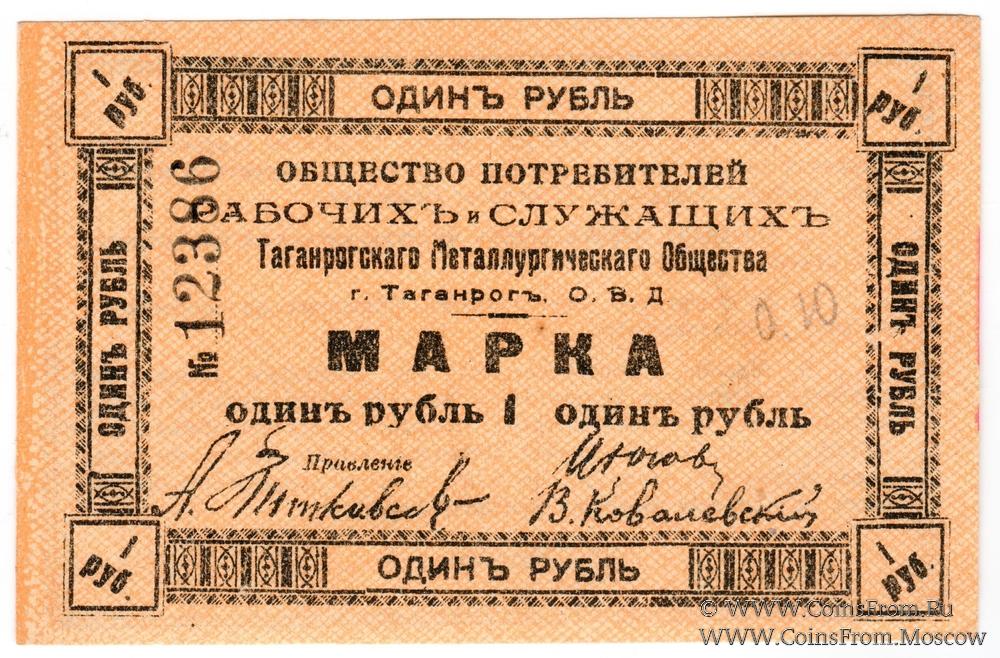 1 руб.
ОДИНЪ РУБЛЬ
1 руб.
ОДИНЪ РУБЛЬ
№ 12386
ОБЩЕСТВО ПОТРЕБИТЕЛЕЙ
РАБОЧИХЪ и СЛУЖАЩИХЪ
Таганрогскаго Металлургическаго Общества
г. Таганрогъ, О. В. Д
МАРКА
ОДИНЪ РУБЛЬ 1 ОДИНЪ РУБЛЬ
Правленіе
В. Ковалевский
0.10
ОДИНЪ РУБЛЬ
1 руб.
ОДИНЪ РУБЛЬ
1 руб.
© WWW.CoinsFrom.Ru
WWW.CoinsFrom.Moscow